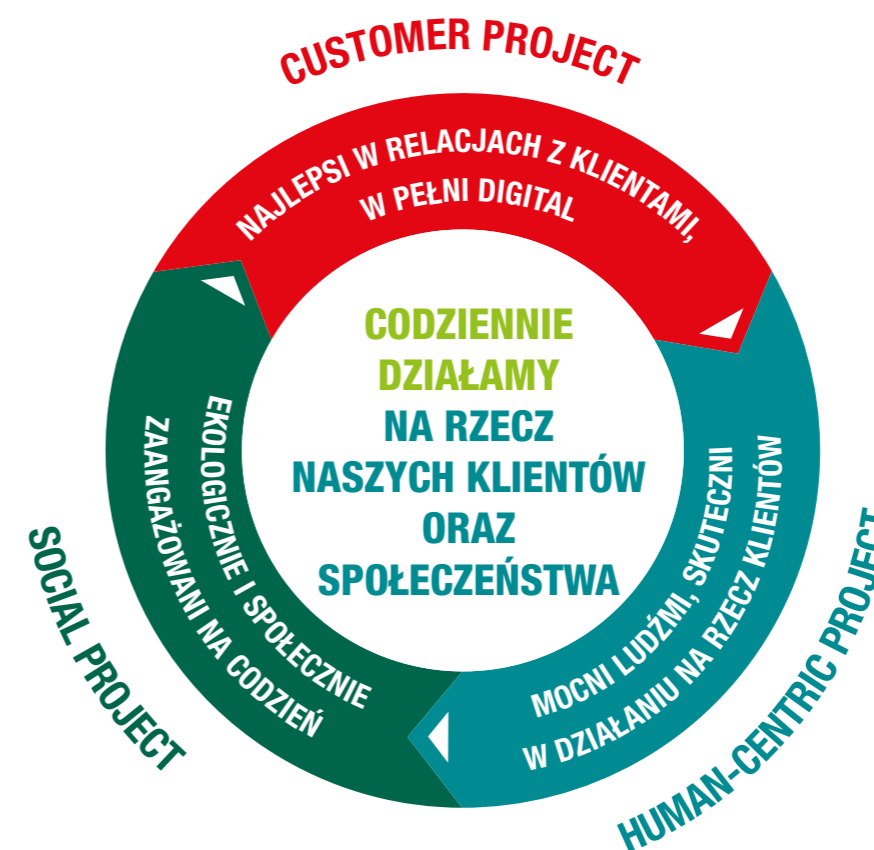 CUSTOMER PROJECT
NAJLEPSI W RELACJACH Z KLIENTAMI,
W PEŁNI DIGITAL
CODZIENNIE
DZIAŁAMY
NA RZECZ
NASZYCH KLIENTÓW
ORAZ
SPOŁECZEŃSTWA
MOCNI LUDŹMI, SKUTECZNI
W DZIAŁANIU NA RZECZ KLIENTÓW
HUMAN-CENTRIC PROJECT
EKOLOGICZNIE I SPOŁECZNIE
ZAANGAŻOWANI NA CODZIEŃ
SOCIAL PROJECT